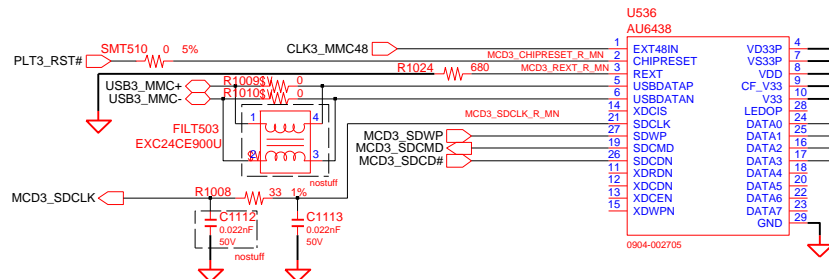 U536
AU6438
SMT510 0 5%
PLT3_RST#
CLK3_MMC48
1 EXT48IN VD33P 4
MCD3_CHIPRESET_R_MN 2 CHIPRESET VS33P 7
R1024 680 MCD3_REXT_R_MN 3 REXT VDD 8
USB3_MMC+ R1009 0 5 USBDATAP CF_V33 9
USB3_MMC- R1010 0 6 USBDATAN V33 10
14 XDCIS LEDOP 28
MCD3_SDCLK_R_MN 21 SDCLK DATA0 24
MCD3_SDWP 27 SDWP DATA1 25
MCD3_SDCMD 19 SDCMD DATA2 16
MCD3_SDCD# 26 SDCDN DATA3 17
11 XDRDN DATA4 18
12 XDCDN DATA5 20
13 XDCEN DATA6 22
15 XDWPN DATA7 23
GND 29
0904-002705
1 4
FILT503
EXC24CE900U
3
nostuff
MCD3_SDCLK R1008 33 1%
C1112
0.022nF
50V
nostuff
C1113
0.022nF
50V